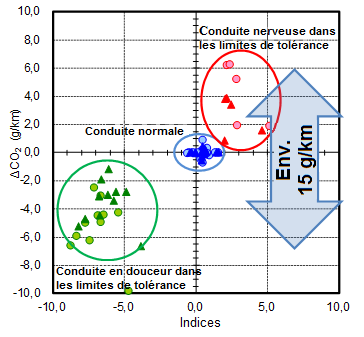 10,0
8,0
6,0
4,0
2,0
0,0
-2,0
-4,0
-6,0
-8,0
-10,0
ΔCO₂ (g/km)
Conduite nerveuse dans
les limites de tolérance
Conduite normale
Env.
15 g/km
Conduite en douceur dans
les limites de tolérance
-10,0
-5,0
0,0
5,0
10,0
Indices